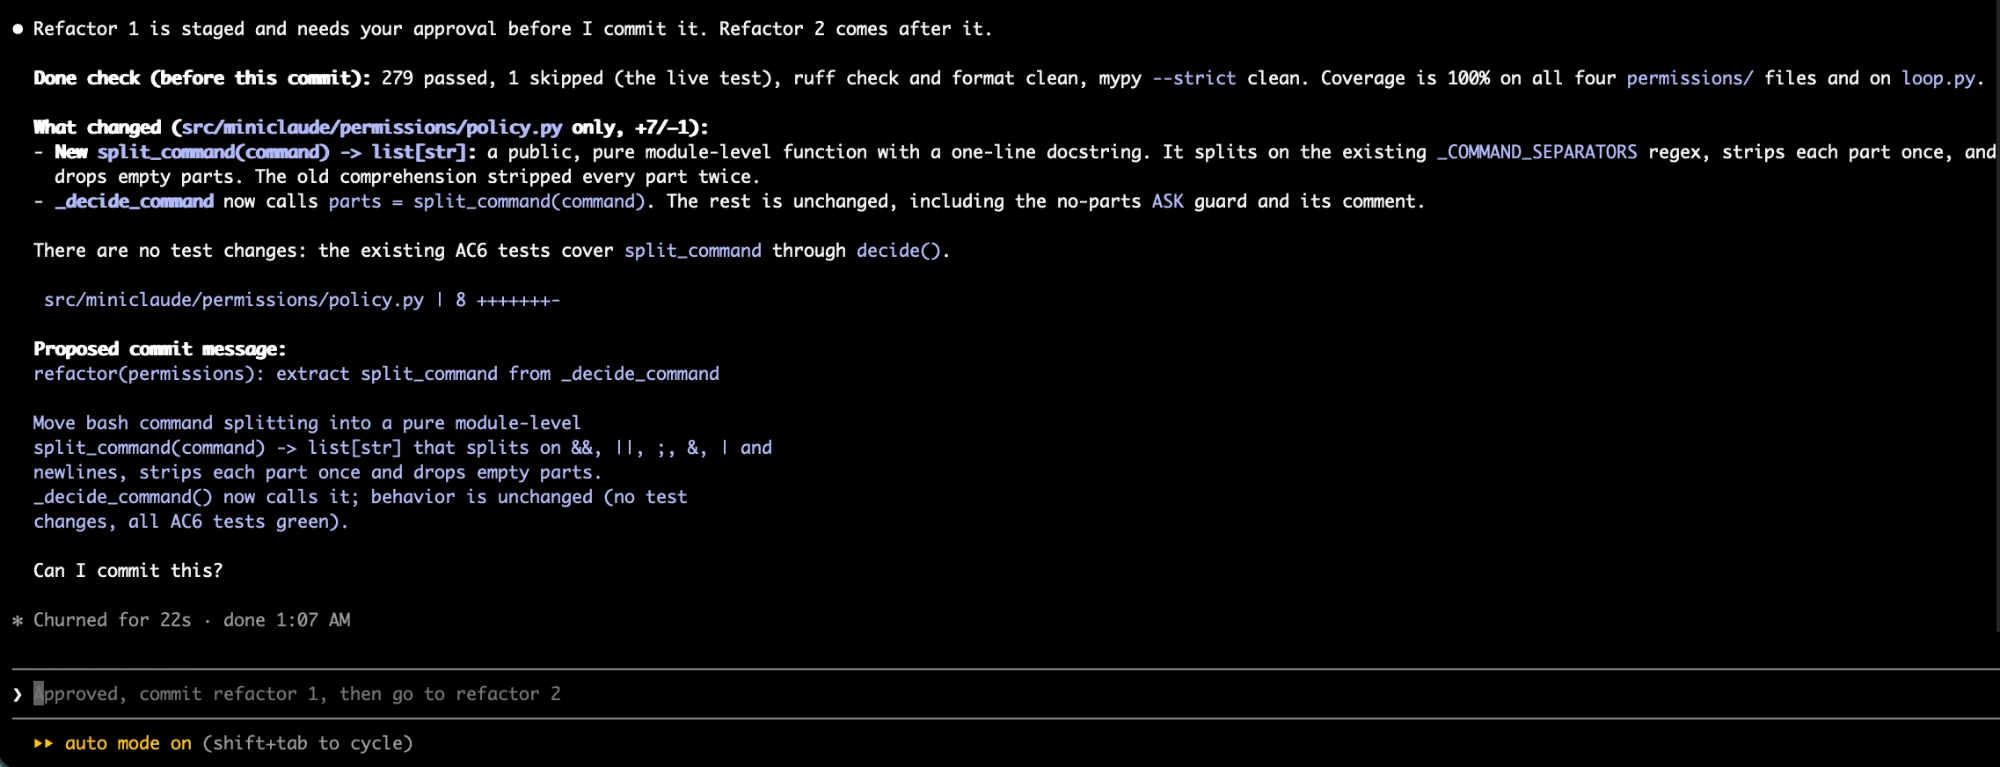 ● Refactor 1 is staged and needs your approval before I commit it. Refactor 2 comes after it.
Done check (before this commit): 279 passed, 1 skipped (the live test), ruff check and format clean, mypy --strict clean. Coverage is 100% on all four permissions/ files and on loop.py.
What changed (src/miniclaude/permissions/policy.py only, +7/−1):
- New split_command(command) -> list[str]: a public, pure module-level function with a one-line docstring. It splits on the existing _COMMAND_SEPARATORS regex, strips each part once, and
drops empty parts. The old comprehension stripped every part twice.
- _decide_command now calls parts = split_command(command). The rest is unchanged, including the no-parts ASK guard and its comment.
There are no test changes: the existing AC6 tests cover split_command through decide().
src/miniclaude/permissions/policy.py | 8 +++++++-
Proposed commit message:
refactor(permissions): extract split_command from _decide_command
Move bash command splitting into a pure module-level
split_command(command) -> list[str] that splits on &&, ||, ;, &, | and
newlines, strips each part once and drops empty parts.
_decide_command() now calls it; behavior is unchanged (no test
changes, all AC6 tests green).
Can I commit this?
* Churned for 22s · done 1:07 AM
❯ Approved, commit refactor 1, then go to refactor 2
▸▸ auto mode on (shift+tab to cycle)